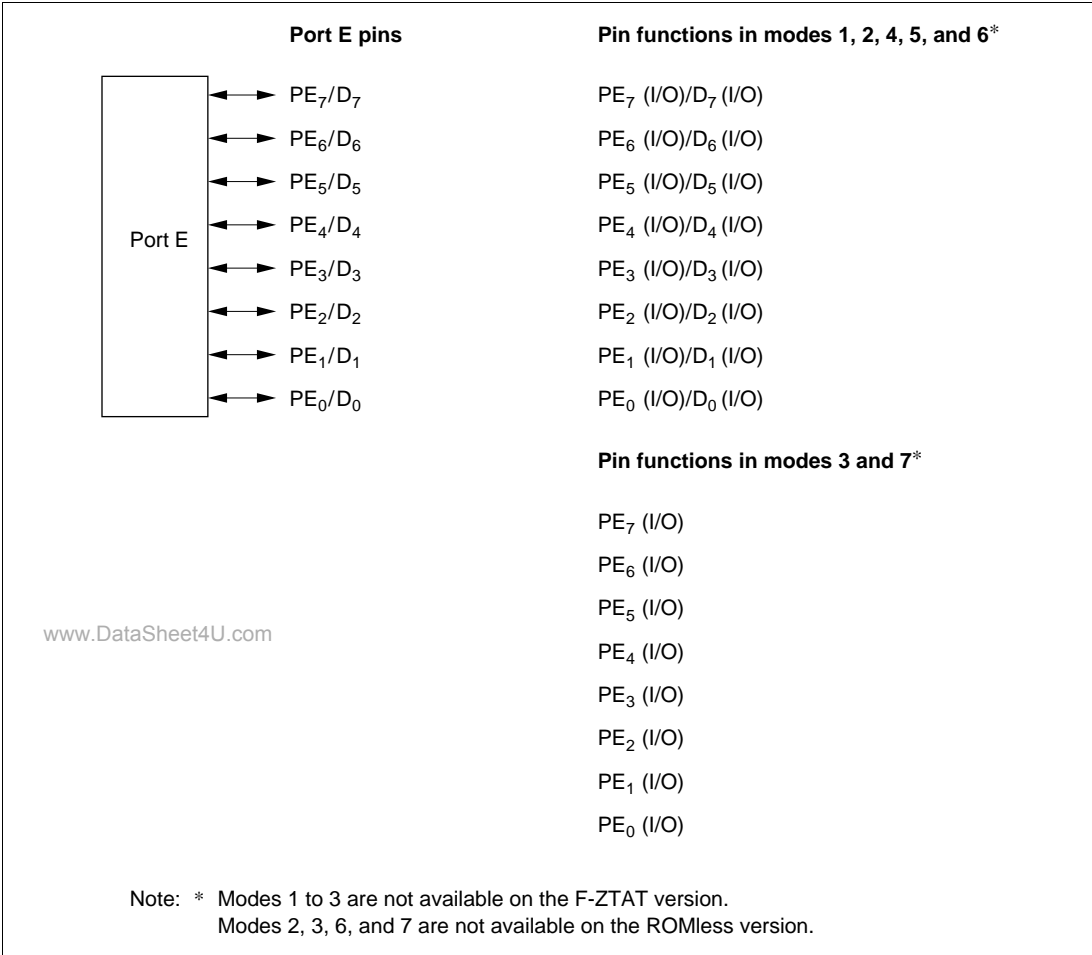 Port E pins    Pin functions in modes 1, 2, 4, 5, and 6*
PE₇/D₇    PE₇ (I/O)/D₇ (I/O)
PE₆/D₆    PE₆ (I/O)/D₆ (I/O)
PE₅/D₅    PE₅ (I/O)/D₅ (I/O)
PE₄/D₄    PE₄ (I/O)/D₄ (I/O)
Port E
PE₃/D₃    PE₃ (I/O)/D₃ (I/O)
PE₂/D₂    PE₂ (I/O)/D₂ (I/O)
PE₁/D₁    PE₁ (I/O)/D₁ (I/O)
PE₀/D₀    PE₀ (I/O)/D₀ (I/O)
Pin functions in modes 3 and 7*
PE₇ (I/O)
PE₆ (I/O)
PE₅ (I/O)
www.DataSheet4U.com
PE₄ (I/O)
PE₃ (I/O)
PE₂ (I/O)
PE₁ (I/O)
PE₀ (I/O)
Note: * Modes 1 to 3 are not available on the F-ZTAT version.
Modes 2, 3, 6, and 7 are not available on the ROMless version.